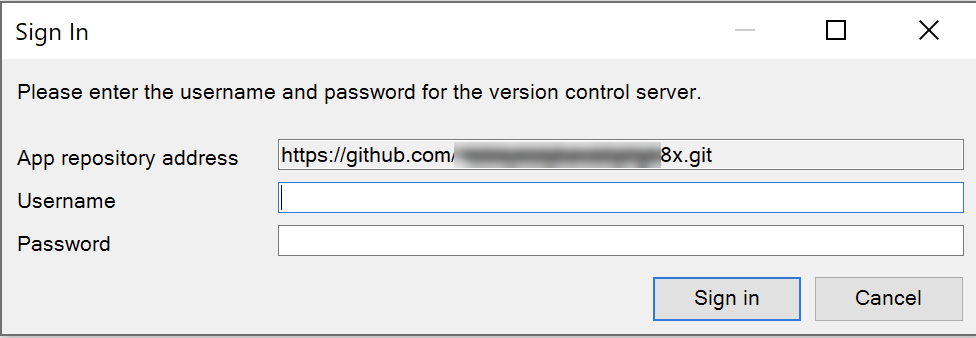 Sign In
Please enter the username and password for the version control server.
App repository address https://github.com/ 8x.git
Username
Password
Sign in Cancel